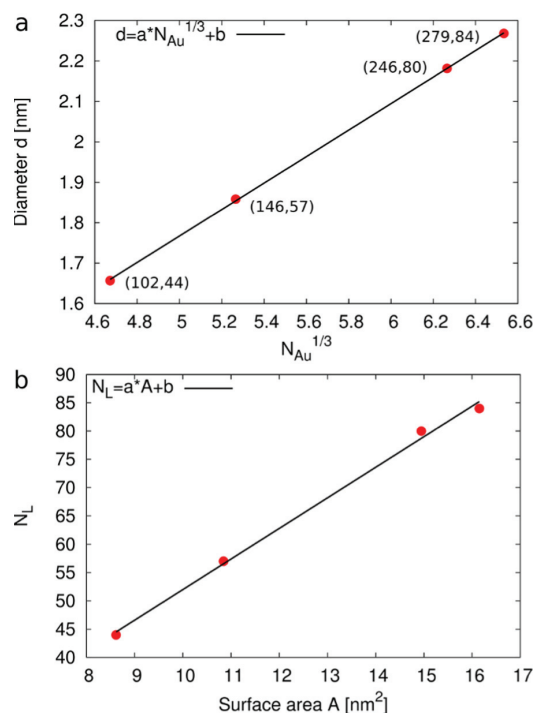 a
d=a*N_Au^1/3+b
2.3
2.2
2.1
2
1.9
1.8
1.7
1.6
Diameter d [nm]
(279,84)
(246,80)
(146,57)
(102,44)
4.6 4.8 5 5.2 5.4 5.6 5.8 6 6.2 6.4 6.6
N_Au^1/3
b
N_L=a*A+b
90
85
80
75
70
65
60
55
50
45
40
N_L
8 9 10 11 12 13 14 15 16 17
Surface area A [nm²]